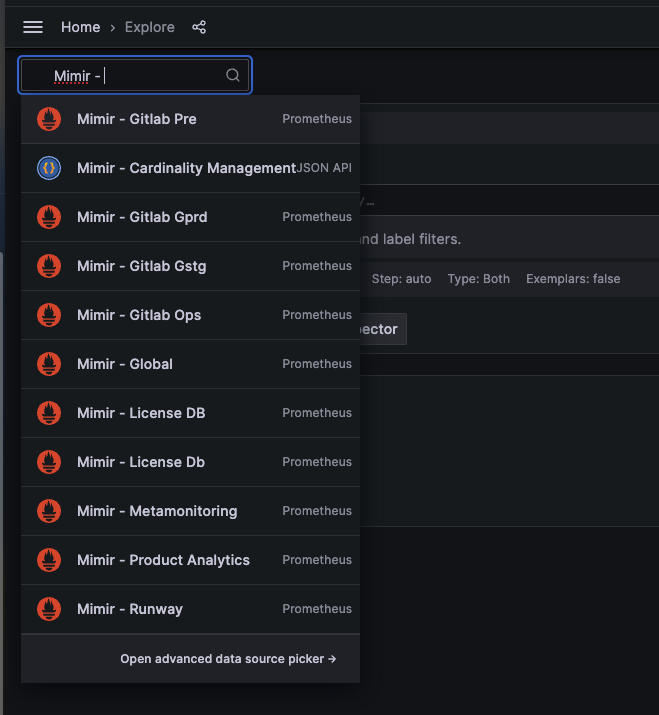 Home › Explore
Mimir -
Mimir - Gitlab Pre Prometheus
Mimir - Cardinality Management JSON API
Mimir - Gitlab Gprd Prometheus
Mimir - Gitlab Gstg Prometheus
nd label filters.
Mimir - Gitlab Ops Prometheus
Step: auto Type: Both Exemplars: false
Mimir - Global Prometheus
pector
Mimir - License DB Prometheus
Mimir - License Db Prometheus
Mimir - Metamonitoring Prometheus
Mimir - Product Analytics Prometheus
Mimir - Runway Prometheus
Open advanced data source picker →